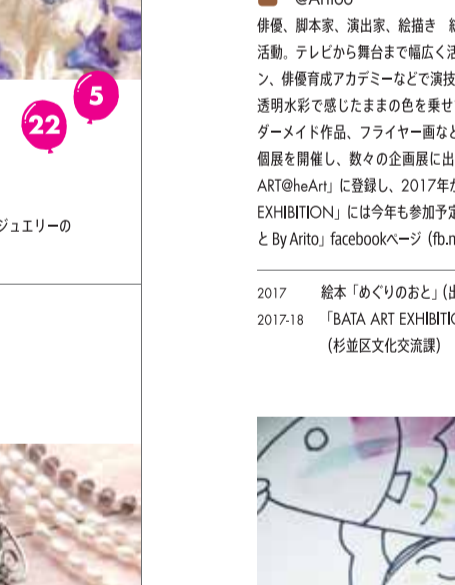 22
5
ジュエリーの
@Arito
俳優、脚本家、演出家、絵描き
活動。テレビから舞台まで幅広く活
ン、俳優育成アカデミーなどで演技
透明水彩で感じたままの色を乗せ
ダーメイド作品、フライヤー画など
個展を開催し、数々の企画展に出
ART@heArt」に登録し、2017年か
EXHIBITION」には今年も参加予定
と By Arito」facebookページ（fb.m
2017 絵本「めぐりのおと」（出
2017-18 「BATA ART EXHIBITIO
（杉並区文化交流課）